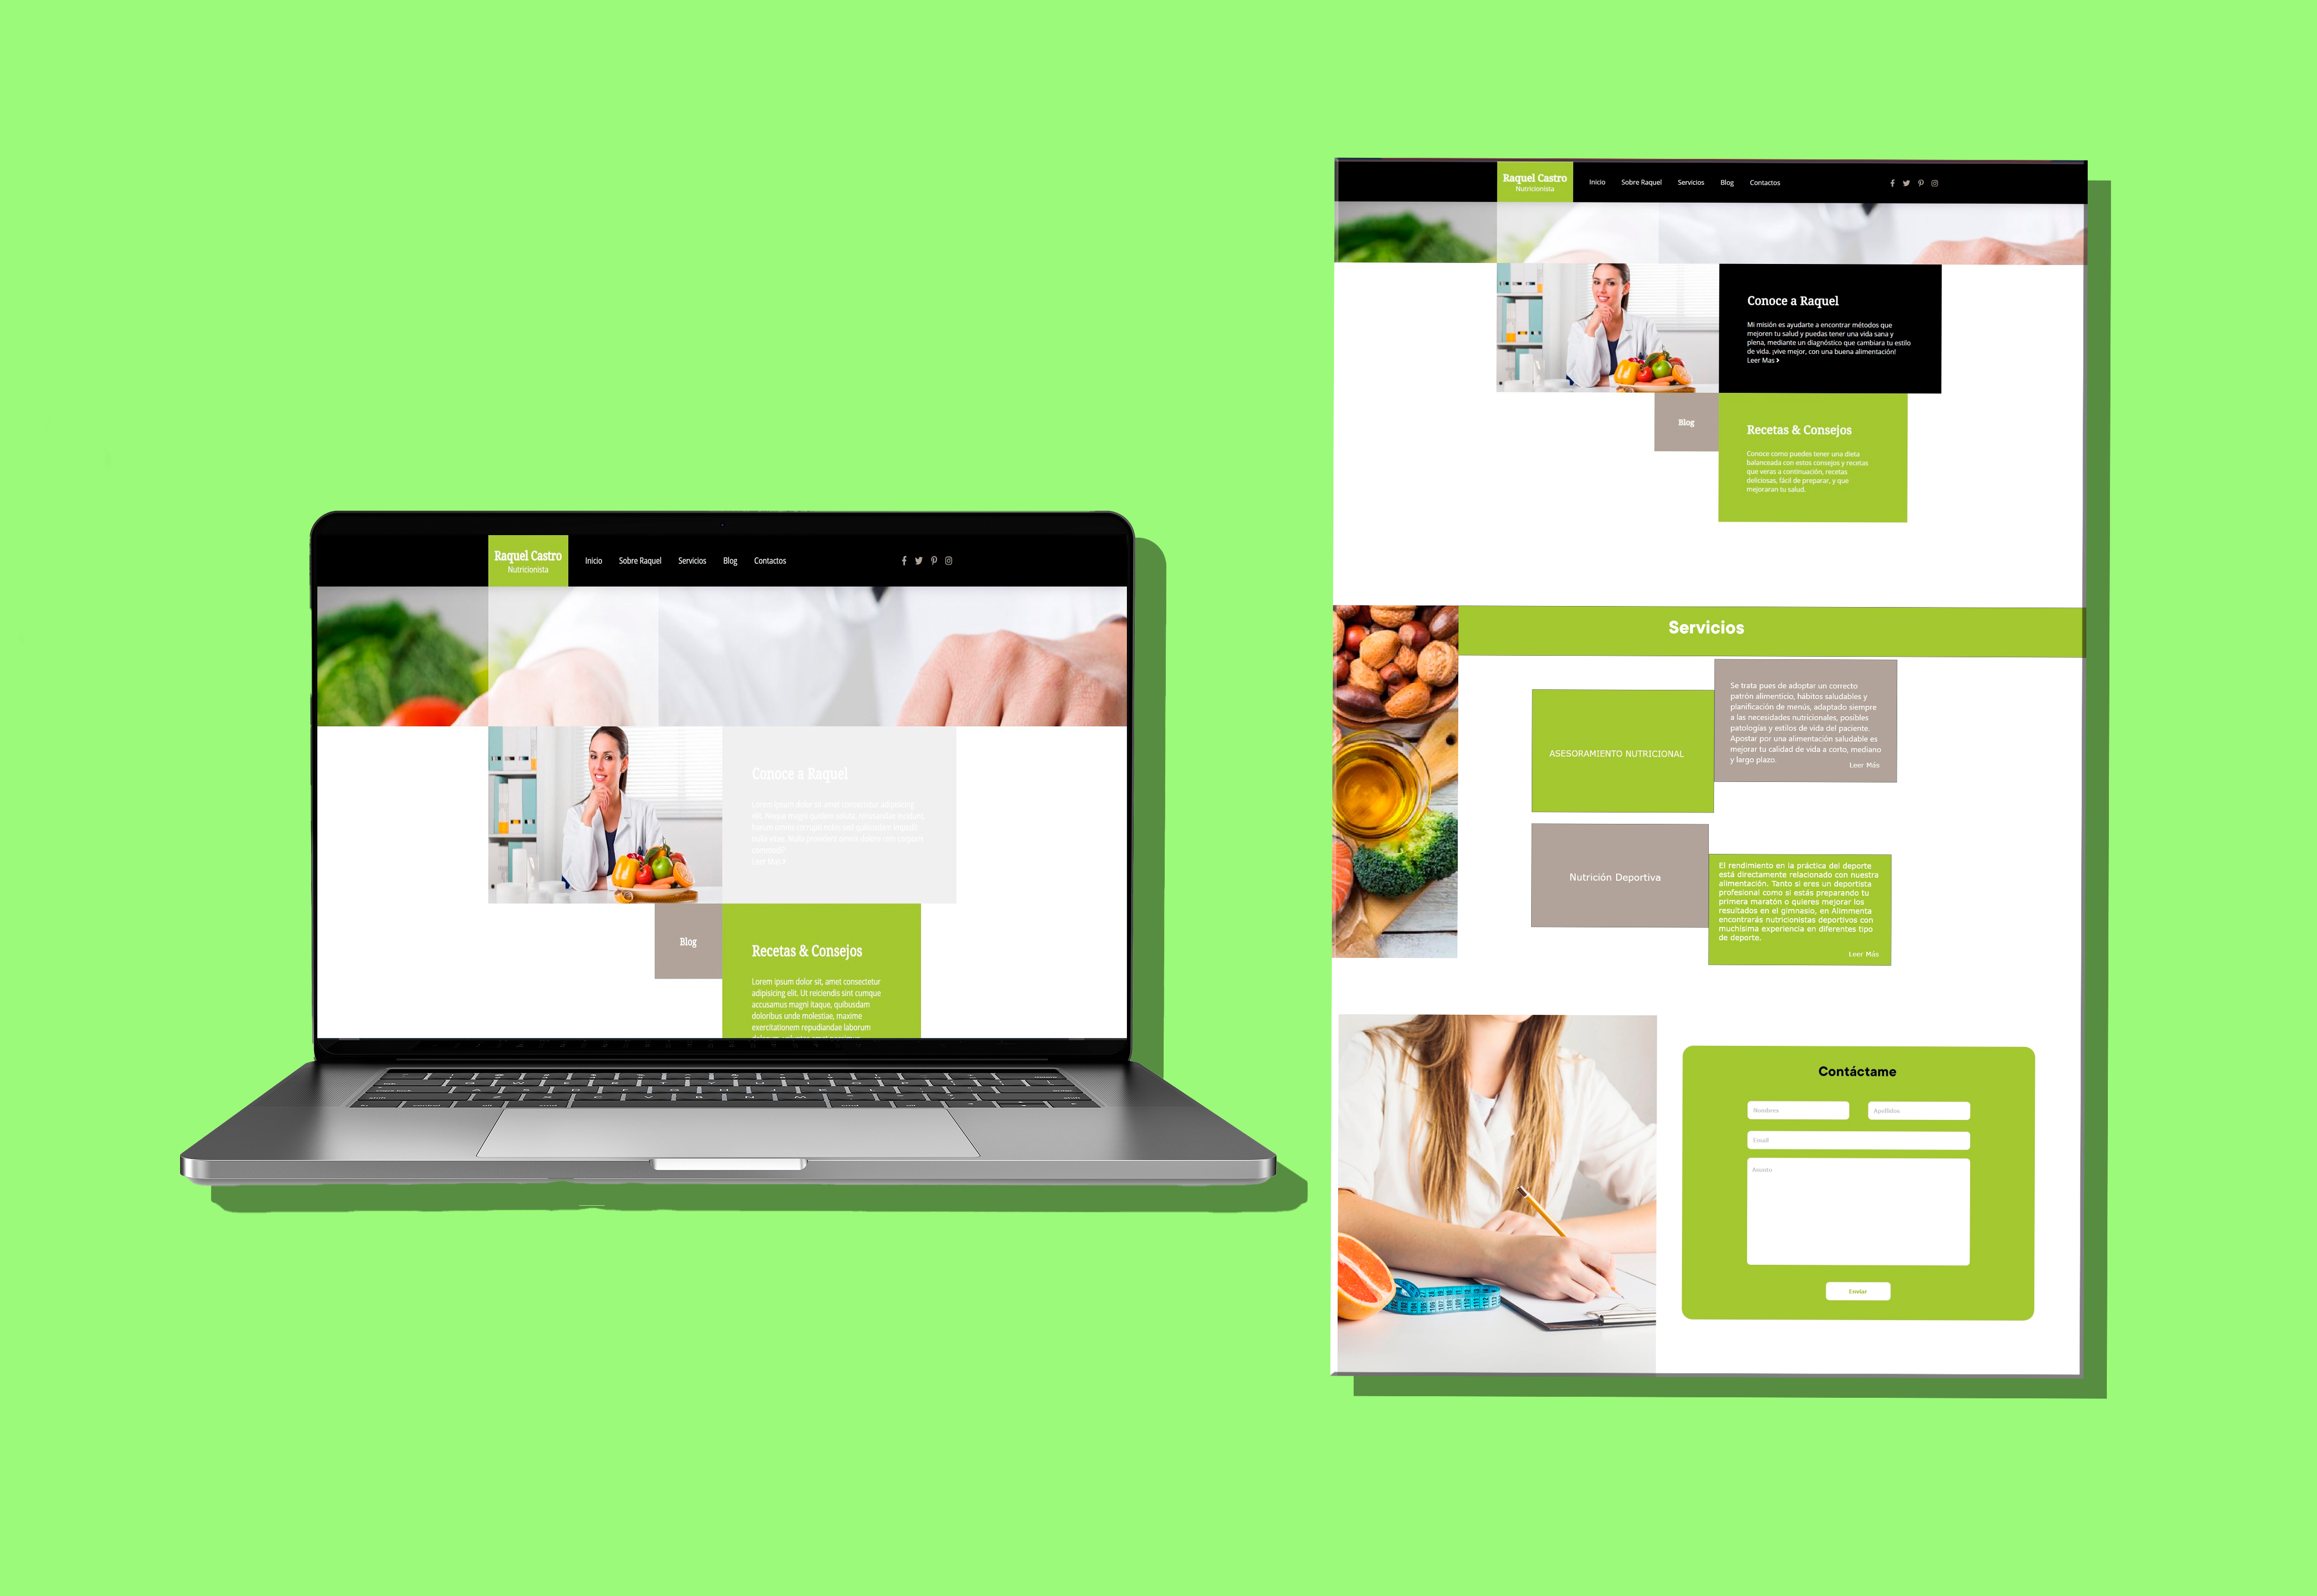 Raquel Castro
Nutricionista
Inicio Sobre Raquel Servicios Blog Contactos
Conoce a Raquel
Leer Mas >
Blog
Recetas & Consejos
Lorem ipsum dolor sit, amet consectetur
adipisicing elit. Ut reiciendis sint cumque
accusamus magni itaque, quibusdam
doloribus unde molestiae, maxime
exercitationem repudiandae laborum
Raquel Castro
Nutricionista
Inicio Sobre Raquel Servicios Blog Contactos
Conoce a Raquel
Mi misión es ayudarte a encontrar métodos que
mejoren tu salud y puedas tener una vida sana y
plena, mediante un diagnóstico que cambiara tu estilo
de vida. ¡vive mejor, con una buena alimentación!
Leer Mas >
Blog
Recetas & Consejos
Conoce como puedes tener una dieta
balanceada con estos consejos y recetas
que veras a continuación, recetas
deliciosas, fácil de preparar, y que
mejoraran tu salud.
Servicios
ASESORAMIENTO NUTRICIONAL
Se trata pues de adoptar un correcto
patrón alimenticio, hábitos saludables y
planificación de menús, adaptado siempre
a las necesidades nutricionales, posibles
patologías y estilos de vida del paciente.
Apostar por una alimentación saludable es
mejorar tu calidad de vida a corto, mediano
y largo plazo.
Leer Más
Nutrición Deportiva
El rendimiento en la práctica del deporte
está directamente relacionado con nuestra
alimentación. Tanto si eres un deportista
profesional como si estás preparando tu
primera maratón o quieres mejorar los
resultados en el gimnasio, en Alimmenta
encontrarás nutricionistas deportivos con
muchísima experiencia en diferentes tipo
de deporte.
Leer Más
Contáctame
Nombres Apellidos
Email
Asunto
Enviar